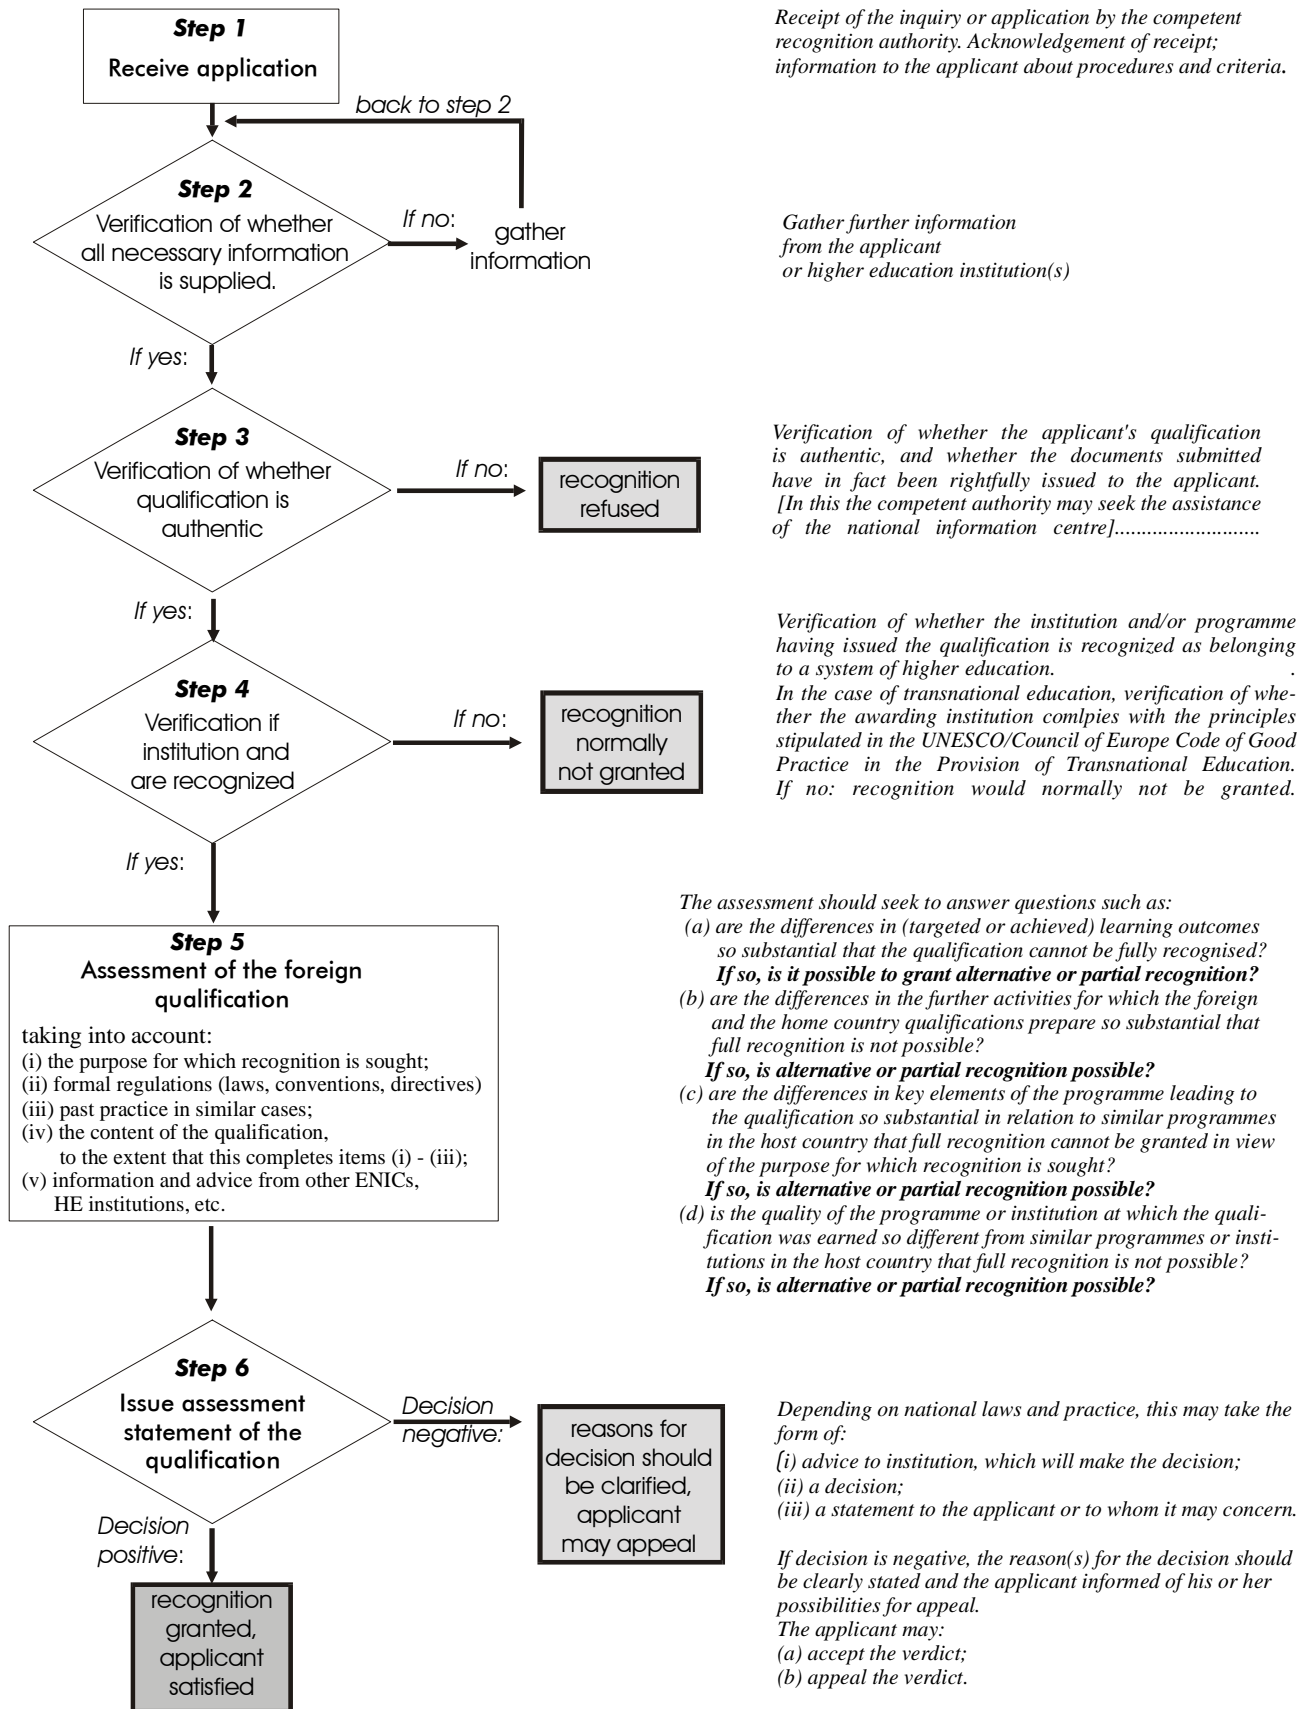 Step 1
Receive application
Receipt of the inquiry or application by the competent
recognition authority. Acknowledgement of receipt;
information to the applicant about procedures and criteria.
back to step 2
Step 2
Verification of whether
all necessary information
is supplied.
If no:
gather
information
Gather further information
from the applicant
or higher education institution(s)
If yes:
Step 3
Verification of whether
qualification is
authentic
If no:
recognition
refused
Verification of whether the applicant's qualification
is authentic, and whether the documents submitted
have in fact been rightfully issued to the applicant.
[In this the competent authority may seek the assistance
of the national information centre]...........................
If yes:
Step 4
Verification if
institution and
are recognized
If no:
recognition
normally
not granted
Verification of whether the institution and/or programme
having issued the qualification is recognized as belonging
to a system of higher education. .
In the case of transnational education, verification of whe-
ther the awarding institution comlpies with the principles
stipulated in the UNESCO/Council of Europe Code of Good
Practice in the Provision of Transnational Education.
If no: recognition would normally not be granted.
If yes:
Step 5
Assessment of the foreign
qualification
taking into account:
(i) the purpose for which recognition is sought;
(ii) formal regulations (laws, conventions, directives)
(iii) past practice in similar cases;
(iv) the content of the qualification,
to the extent that this completes items (i) - (iii);
(v) information and advice from other ENICs,
HE institutions, etc.
The assessment should seek to answer questions such as:
(a) are the differences in (targeted or achieved) learning outcomes
so substantial that the qualification cannot be fully recognised?
If so, is it possible to grant alternative or partial recognition?
(b) are the differences in the further activities for which the foreign
and the home country qualifications prepare so substantial that
full recognition is not possible?
If so, is alternative or partial recognition possible?
(c) are the differences in key elements of the programme leading to
the qualification so substantial in relation to similar programmes
in the host country that full recognition cannot be granted in view
of the purpose for which recognition is sought?
If so, is alternative or partial recognition possible?
(d) is the quality of the programme or institution at which the quali-
fication was earned so different from similar programmes or insti-
tutions in the host country that full recognition is not possible?
If so, is alternative or partial recognition possible?
Step 6
Issue assessment
statement of the
qualification
Decision
negative:
reasons for
decision should
be clarified,
applicant
may appeal
Decision
positive:
recognition
granted,
applicant
satisfied
Depending on national laws and practice, this may take the
form of:
[i) advice to institution, which will make the decision;
(ii) a decision;
(iii) a statement to the applicant or to whom it may concern.
If decision is negative, the reason(s) for the decision should
be clearly stated and the applicant informed of his or her
possibilities for appeal.
The applicant may:
(a) accept the verdict;
(b) appeal the verdict.